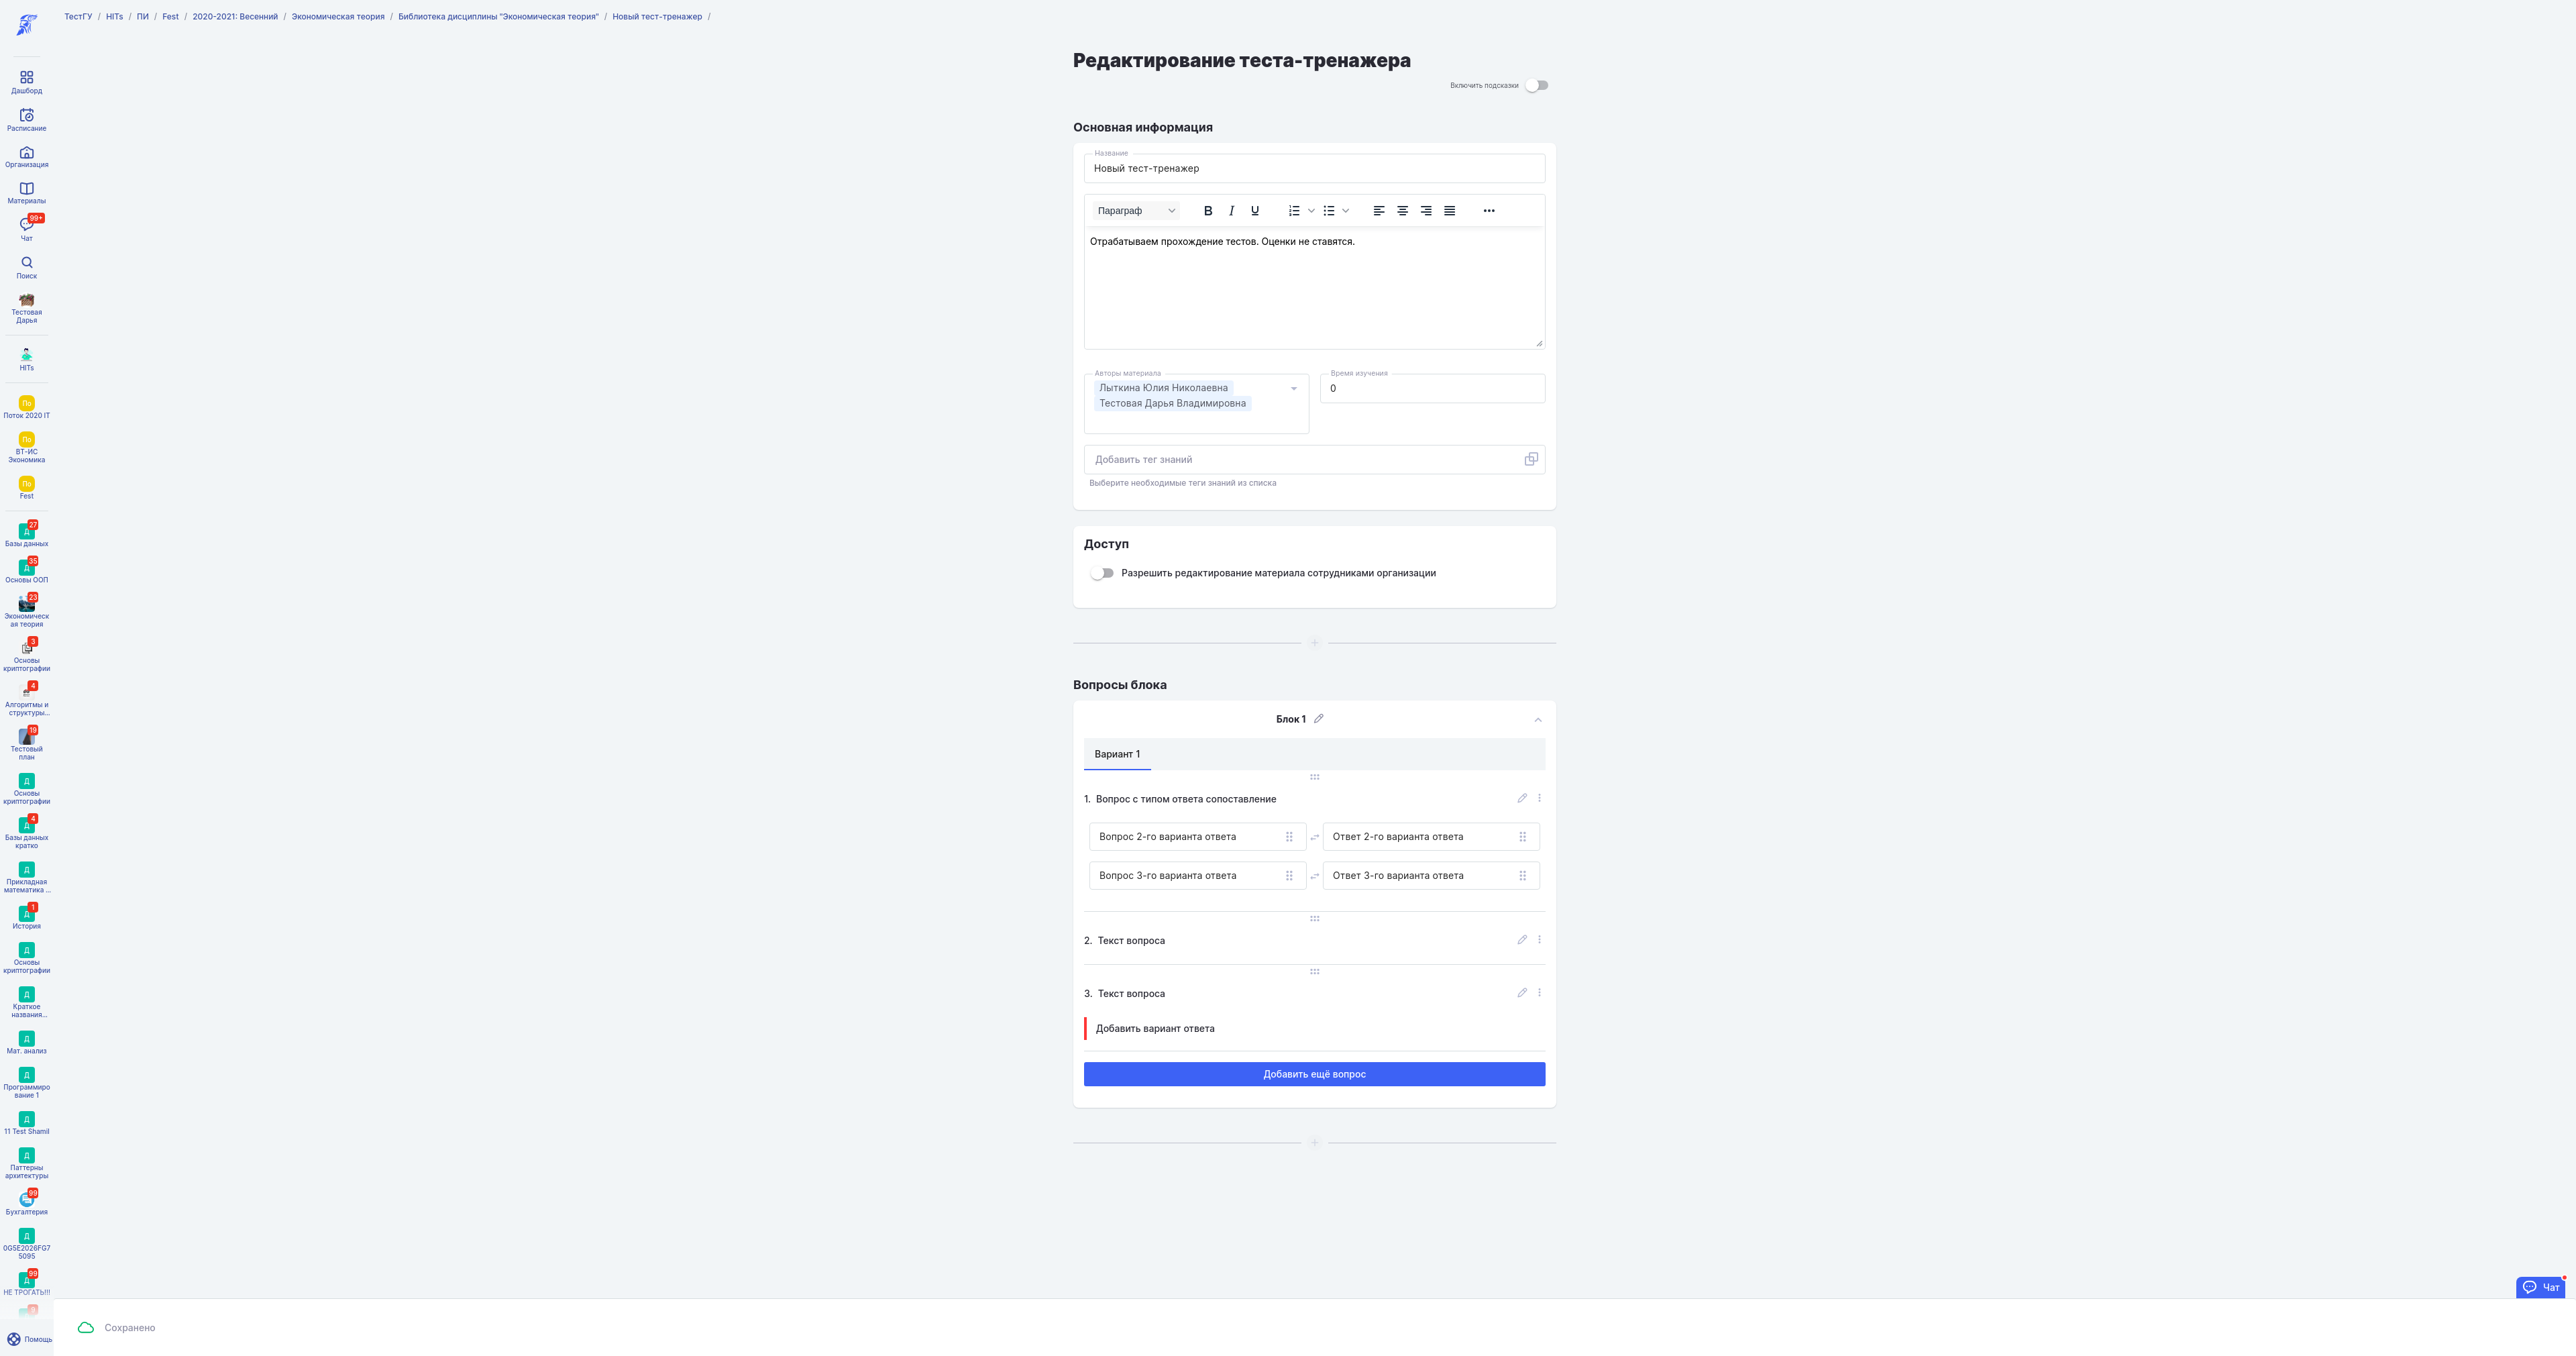 ТестГУ / HITs / ПИ / Fest / 2020-2021: Весенний / Экономическая теория / Библиотека дисциплины "Экономическая теория" / Новый тест-тренажер /
Дашборд
Расписание
Организация
Материалы
99+
Чат
Поиск
Тестовая
Дарья
HITs
По
Поток 2020 IT
По
ВТ-ИС
Экономика
По
Fest
27
Д
Базы данных
35
Д
Основы ООП
23
Экономическ
ая теория
3
Основы
криптографии
4
Алгоритмы и
структуры...
19
Тестовый
план
Д
Основы
криптографии
4
Д
Базы данных
кратко
Д
Прикладная
математика ...
1
Д
История
Д
Основы
криптографии
Д
Краткое
названия...
Д
Мат. анализ
Д
Программиро
вание 1
Д
11 Test Shamil
Д
Паттерны
архитектуры
99
Бухгалтерия
Д
0G5E2026FG7
5095
99
Д
НЕ ТРОГАТЬ!!!
Помощь
Редактирование теста-тренажера
Включить подсказки
Основная информация
Название
Новый тест-тренажер
Параграф
B I U
Отрабатываем прохождение тестов. Оценки не ставятся.
Авторы материала
Лыткина Юлия Николаевна
Тестовая Дарья Владимировна
Время изучения
0
Добавить тег знаний
Выберите необходимые теги знаний из списка
Доступ
Разрешить редактирование материала сотрудниками организации
Вопросы блока
Блок 1
Вариант 1
1. Вопрос с типом ответа сопоставление
Вопрос 2-го варианта ответа
Ответ 2-го варианта ответа
Вопрос 3-го варианта ответа
Ответ 3-го варианта ответа
2. Текст вопроса
3. Текст вопроса
Добавить вариант ответа
Добавить ещё вопрос
Чат
Сохранено